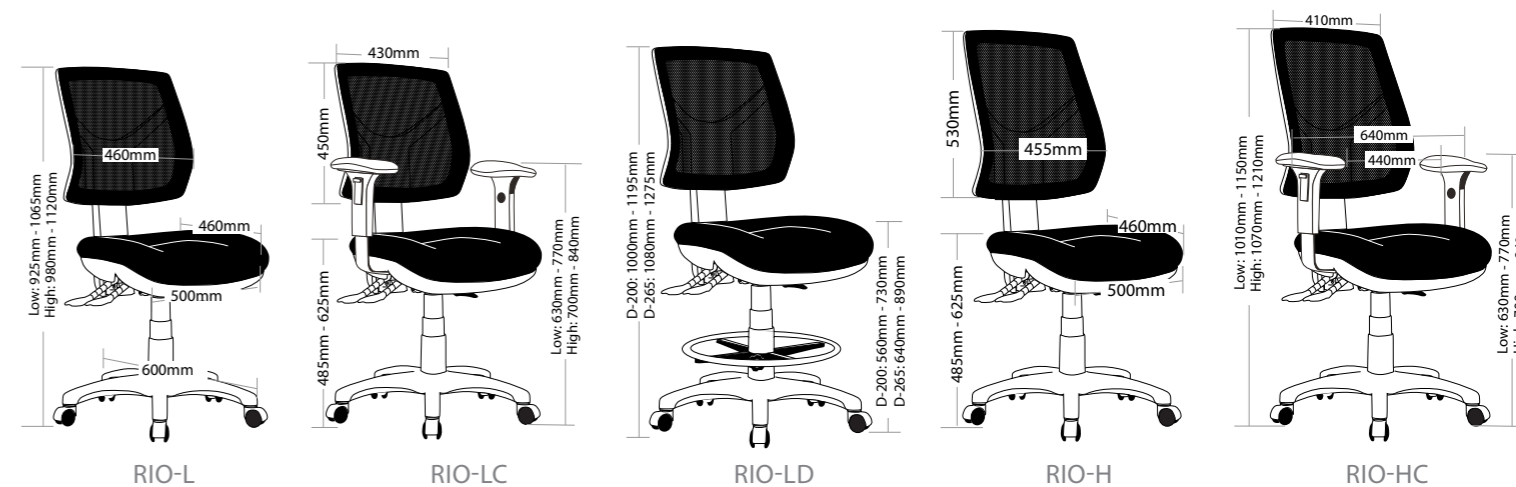 460mm
460mm
500mm
600mm
Low: 925mm - 1065mm
High: 980mm - 1120mm
RIO-L
430mm
450mm
485mm - 625mm
Low: 630mm - 770mm
High: 700mm - 840mm
RIO-LC
D-200: 1000mm - 1195mm
D-265: 1080mm - 1275mm
D-200: 560mm - 730mm
D-265: 640mm - 890mm
RIO-LD
530mm
455mm
460mm
500mm
485mm - 625mm
RIO-H
410mm
640mm
440mm
Low: 1010mm - 1150mm
High: 1070mm - 1210mm
Low: 630mm - 770mm
RIO-HC